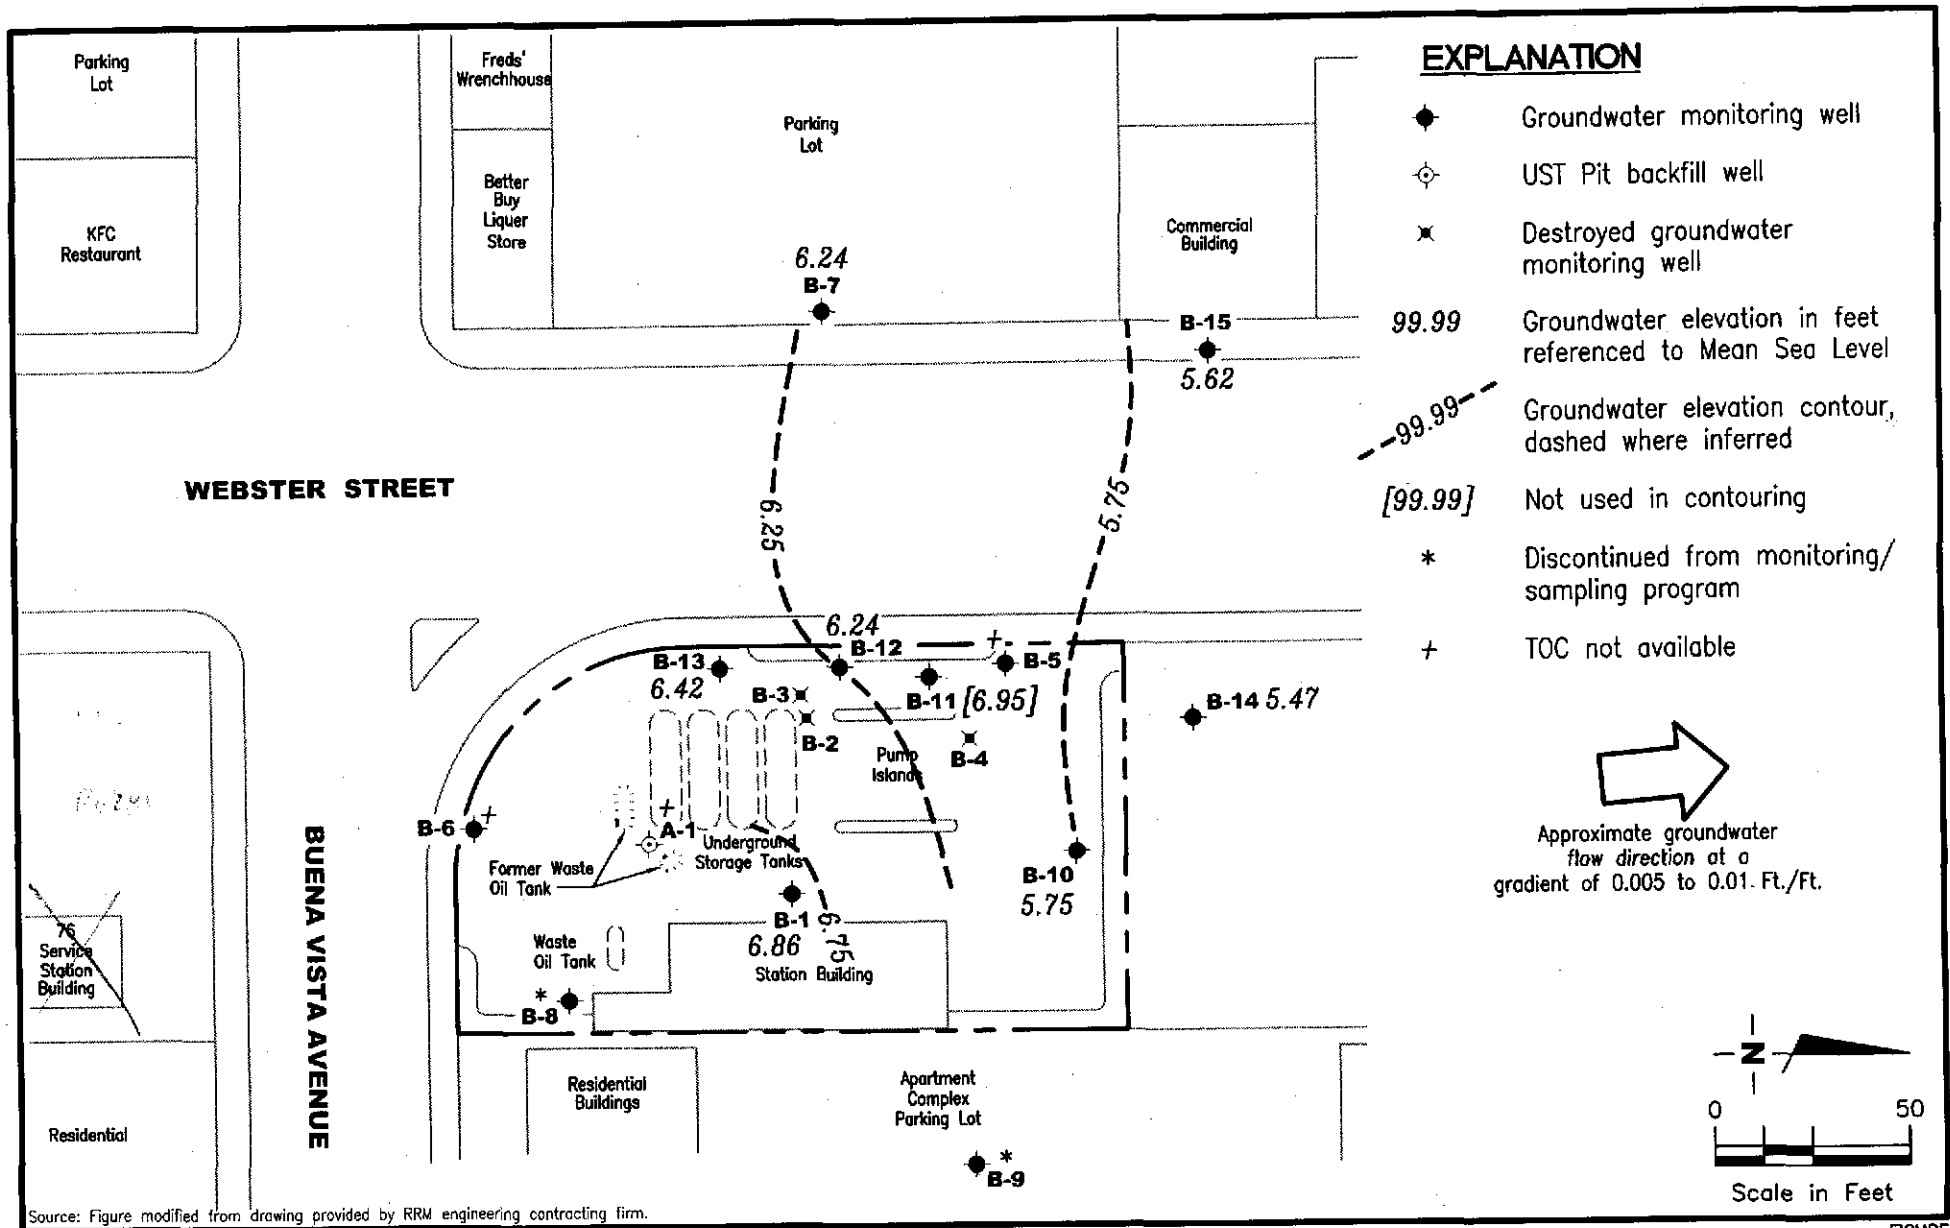 Parking
Lot
KFC
Restaurant
Freds'
Wrenchhouse
Better
Buy
Liquer
Store
Parking
Lot
Commercial
Building
6.24
B-7
B-15
5.62
WEBSTER STREET
6.25
5.75
6.24
B-12
+
B-5
B-13
6.42
B-3
B-2
B-11
[6.95]
B-4
B-14 5.47
Pump
Islands
B-6
+
+
A-1
Underground
Storage Tanks
Former Waste
Oil Tank
B-10
5.75
B-1
6.86
6.75
Station Building
Waste
Oil Tank
*
B-8
BUENA VISTA AVENUE
76
Service
Station
Building
Residential
Residential
Buildings
Apartment
Complex
Parking Lot
*
B-9
EXPLANATION
Groundwater monitoring well
UST Pit backfill well
Destroyed groundwater
monitoring well
99.99 Groundwater elevation in feet
referenced to Mean Sea Level
99.99 Groundwater elevation contour,
dashed where inferred
[99.99] Not used in contouring
* Discontinued from monitoring/
sampling program
+ TOC not available
Approximate groundwater
flow direction at a
gradient of 0.005 to 0.01 Ft./Ft.
N
0 50
Scale in Feet
Source: Figure modified from drawing provided by RRM engineering contracting firm.